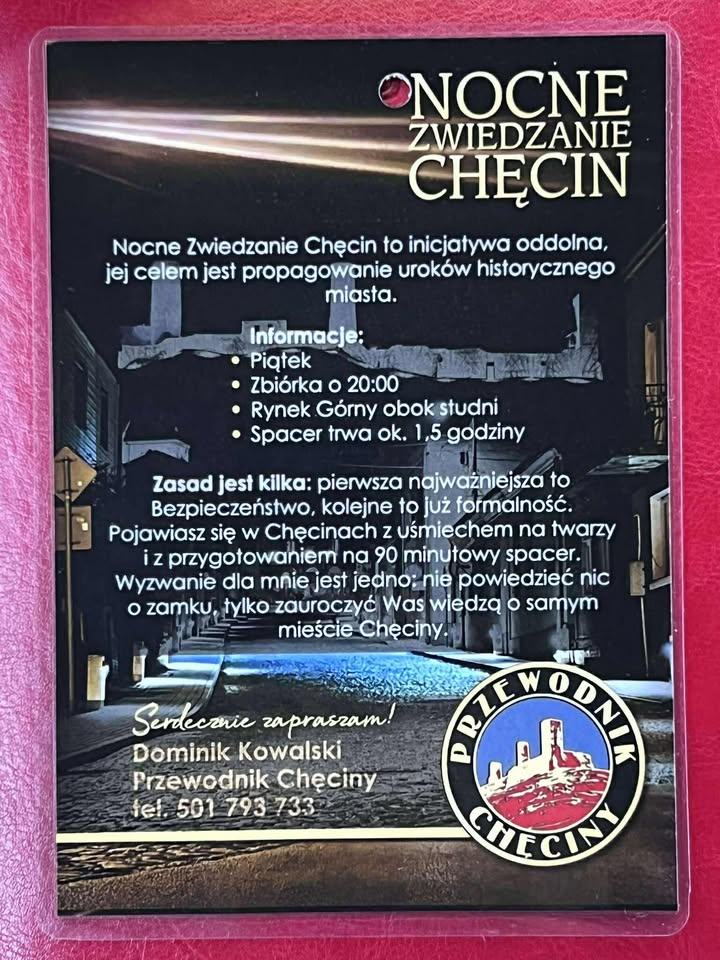 NOCNE
ZWIEDZANIE
CHĘCIN
Nocne Zwiedzanie Chęcin to inicjatywa oddolna,
jej celem jest propagowanie uroków historycznego
miasta.
Informacje:
• Piątek
• Zbiórka o 20:00
• Rynek Górny obok studni
• Spacer trwa ok. 1,5 godziny
Zasad jest kilka: pierwsza najważniejsza to
Bezpieczeństwo, kolejne to już formalność.
Pojawiasz się w Chęcinach z uśmiechem na twarzy
i z przygotowaniem na 90 minutowy spacer.
Wyzwanie dla mnie jest jedno: nie powiedzieć nic
o zamku, tylko zauroczyć Was wiedzą o samym
mieście Chęciny.
Serdecznie zapraszam!
Dominik Kowalski
Przewodnik Chęciny
tel. 501 793 733
PRZEWODNIK
CHĘCINY